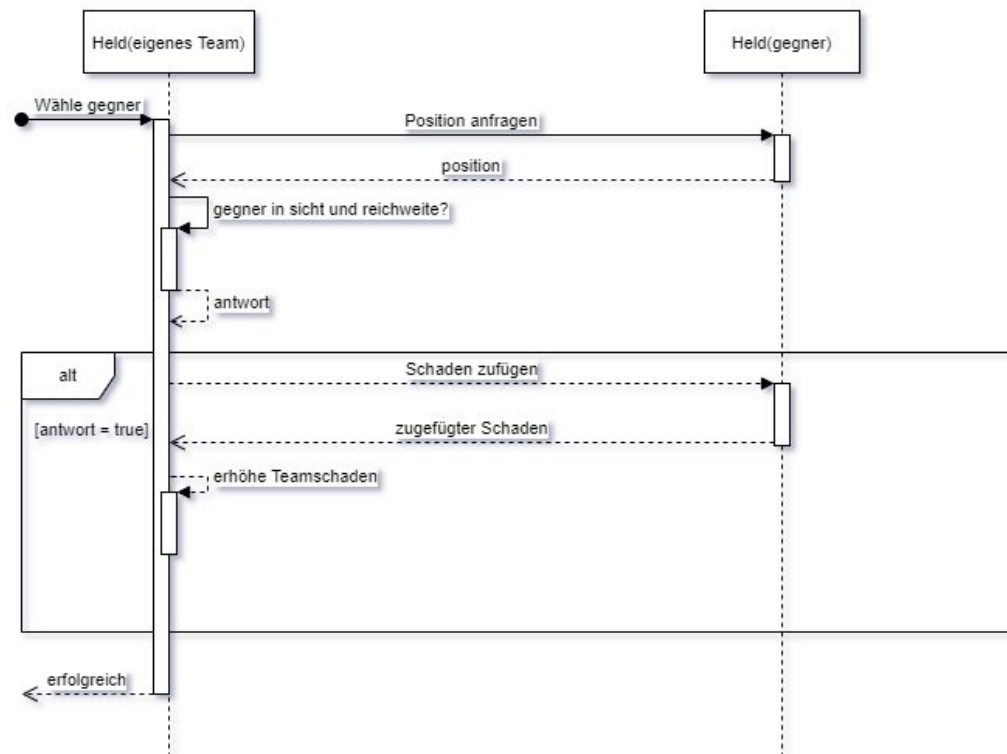 Held(eigenes Team)
Held(gegner)
Wähle gegner
Position anfragen
position
gegner in sicht und reichweite?
antwort
alt
Schaden zufügen
[antwort = true]
zugefügter Schaden
erhöhe Teamschaden
erfolgreich